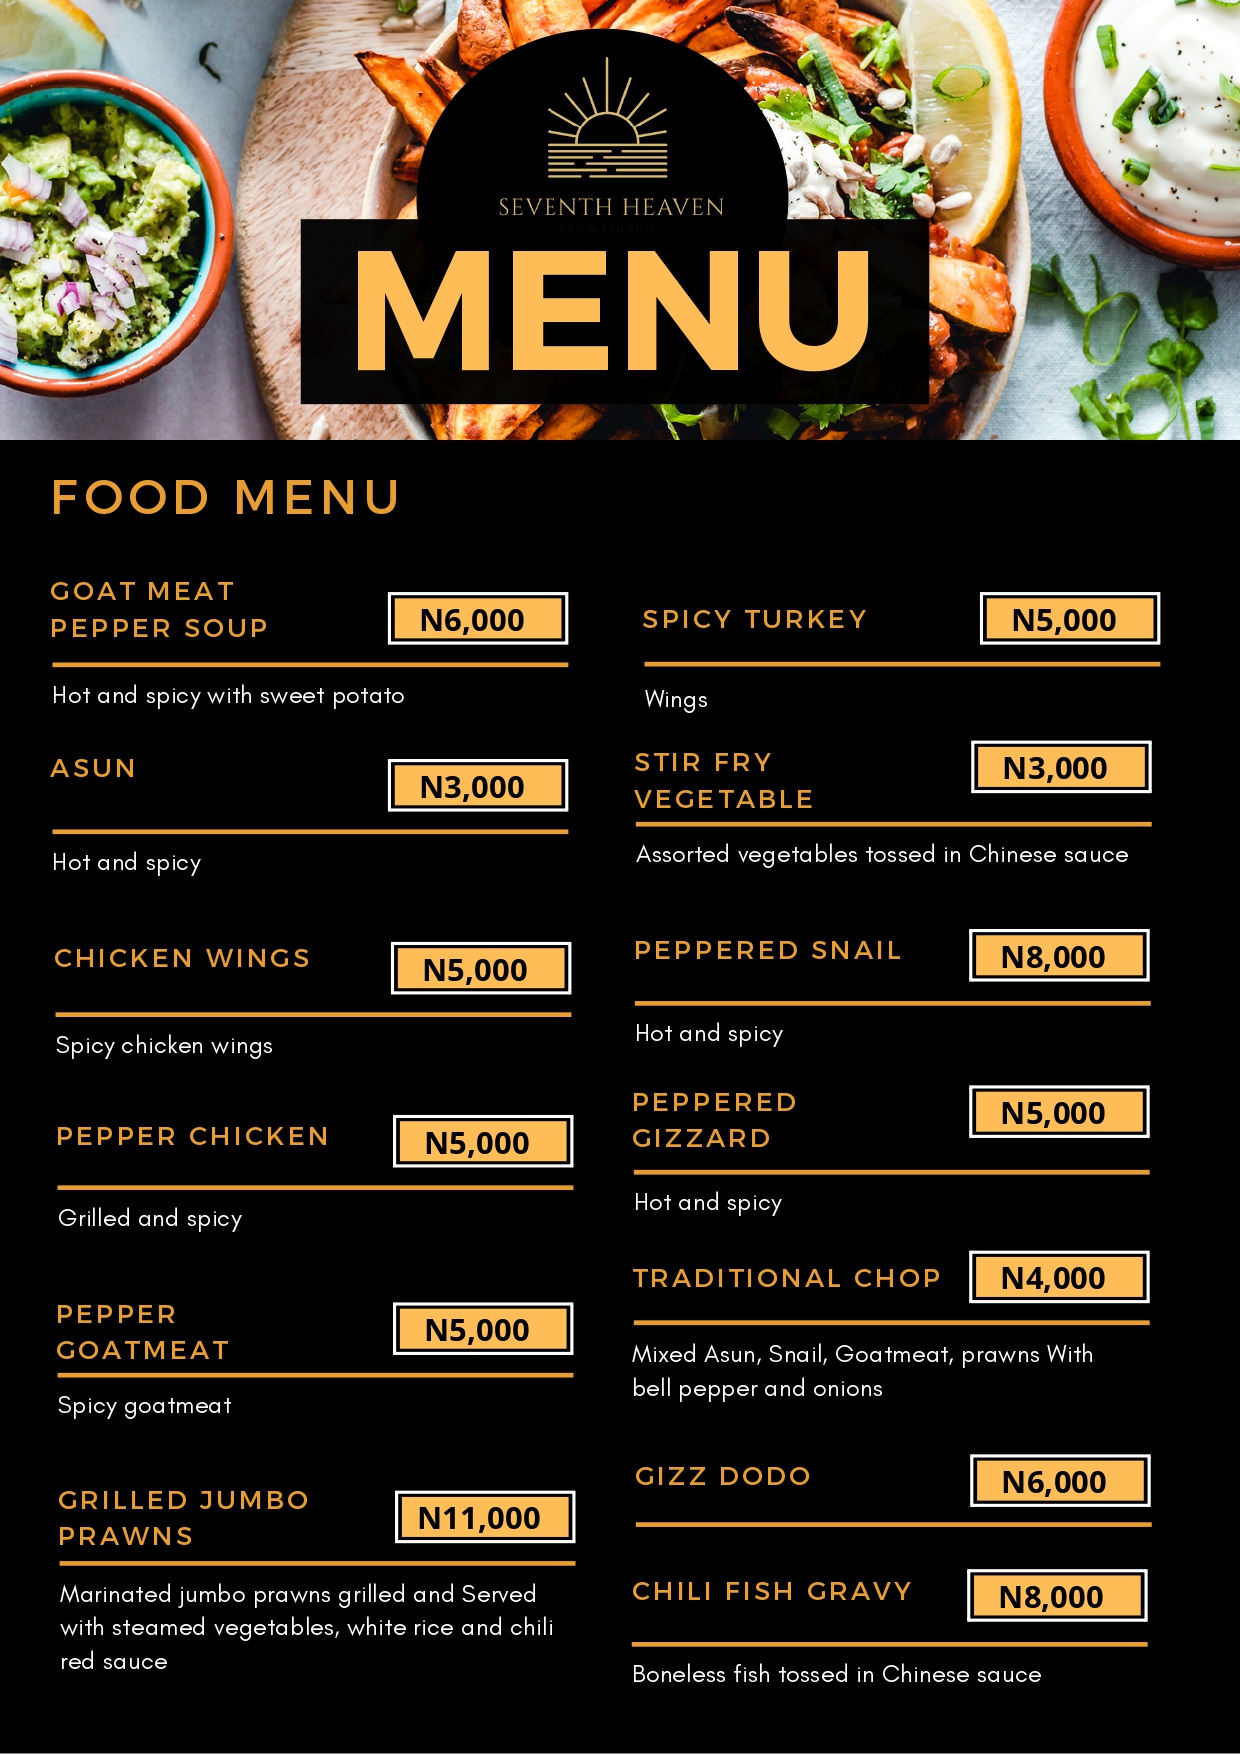 SEVENTH HEAVEN
BAR & LOUNGE
MENU
FOOD MENU
GOAT MEAT
PEPPER SOUP
N6,000
Hot and spicy with sweet potato
ASUN
N3,000
Hot and spicy
CHICKEN WINGS
N5,000
Spicy chicken wings
PEPPER CHICKEN
N5,000
Grilled and spicy
PEPPER
GOATMEAT
N5,000
Spicy goatmeat
GRILLED JUMBO
PRAWNS
N11,000
Marinated jumbo prawns grilled and Served
with steamed vegetables, white rice and chili
red sauce
SPICY TURKEY
N5,000
Wings
STIR FRY
VEGETABLE
N3,000
Assorted vegetables tossed in Chinese sauce
PEPPERED SNAIL
N8,000
Hot and spicy
PEPPERED
GIZZARD
N5,000
Hot and spicy
TRADITIONAL CHOP
N4,000
Mixed Asun, Snail, Goatmeat, prawns With
bell pepper and onions
GIZZ DODO
N6,000
CHILI FISH GRAVY
N8,000
Boneless fish tossed in Chinese sauce